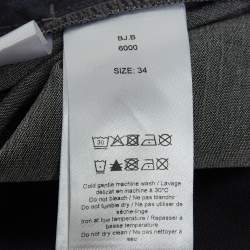 BJ.B
6000
SIZE: 34
30
Cold gentle machine wash / Lavage
délicat en machine à 30°C
Do not bleach / Ne pas blanchir
Do not tumble dry / Ne pas utiliser de
sèche-linge
Iron at low temperature / Repasser à
basse température
Do not dry clean / Ne pas nettoyer à
sec